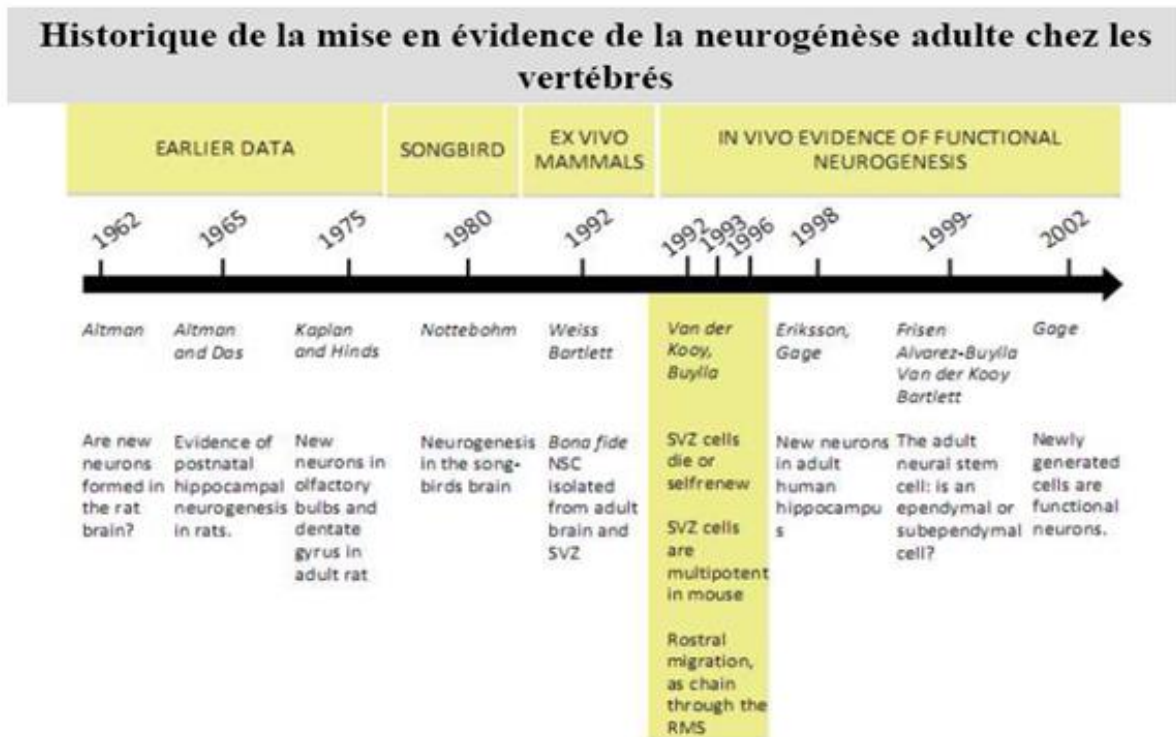 Historique de la mise en évidence de la neurogénèse adulte chez les
vertébrés
EARLIER DATA
SONGBIRD
EX VIVO
MAMMALS
IN VIVO EVIDENCE OF FUNCTIONAL
NEUROGENESIS
1962
1965
1975
1980
1992
1992
1993
1996
1998
1999-
2002
Altman
Altman
and Das
Kaplan
and Hinds
Nottebohm
Weiss
Bartlett
Van der
Kooy,
Buylla
Eriksson,
Gage
Frisen
Alvarez-Buylla
Van der Kooy
Bartlett
Gage
Are new
neurons
formed in
the rat
brain?
Evidence of
postnatal
hippocampal
neurogenesis
in rats.
New
neurons in
olfactory
bulbs and
dentate
gyrus in
adult rat
Neurogenesis
in the song-
birds brain
Bona fide
NSC
isolated
from adult
brain and
SVZ
SVZ cells
die or
selfrenew
SVZ cells
are
multipotent
in mouse
Rostral
migration,
as chain
through the
RMS
New neurons
in adult
human
hippocampu
s
The adult
neural stem
cell: is an
ependymal or
subependymal
cell?
Newly
generated
cells are
functional
neurons.